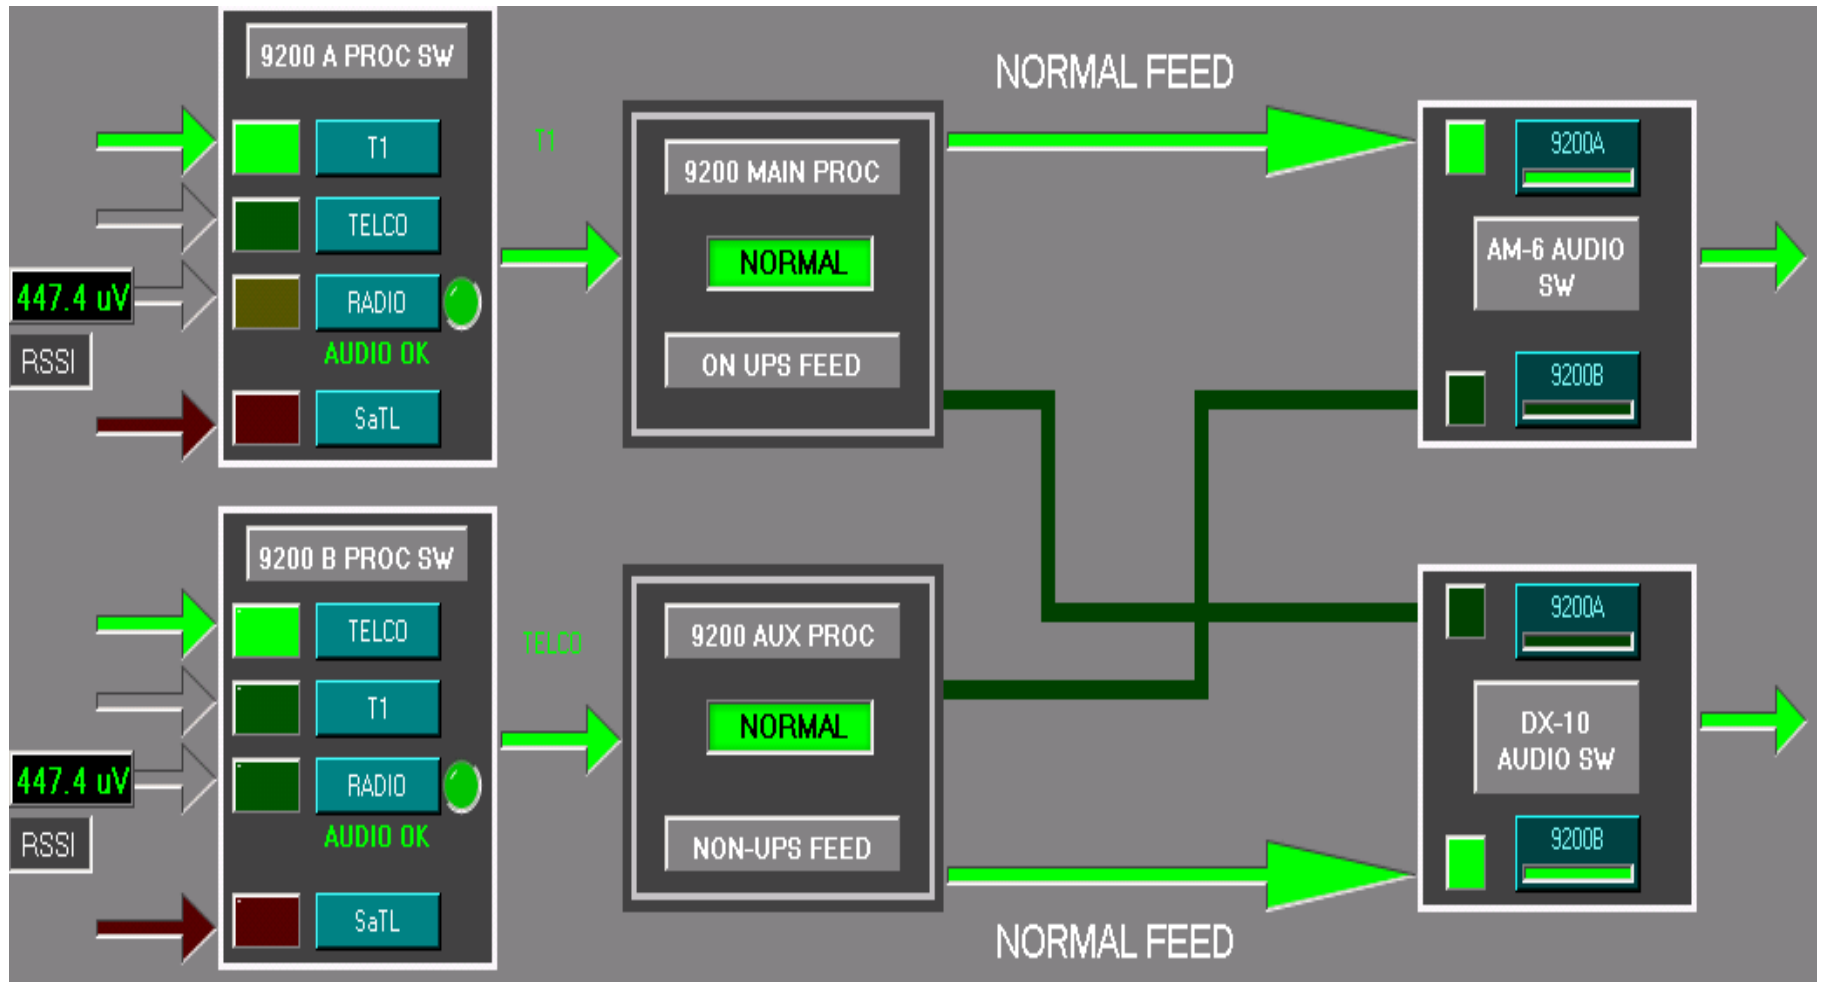 9200 A PROC SW
T1
TELCO
447.4 uV
RADIO
AUDIO OK
RSSI
SaTL
T1
9200 MAIN PROC
NORMAL
ON UPS FEED
NORMAL FEED
9200A
AM-6 AUDIO
SW
9200B
9200 B PROC SW
TELCO
T1
447.4 uV
RADIO
AUDIO OK
RSSI
SaTL
TELCO
9200 AUX PROC
NORMAL
NON-UPS FEED
NORMAL FEED
9200A
DX-10
AUDIO SW
9200B